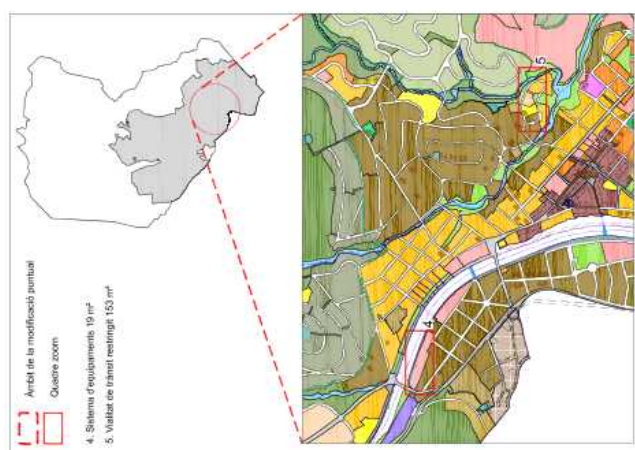 Àmbit de la modificació puntual
Quadre zoom
4. Sistema d'equipaments 19 m²
5. Vialitat de trànsit restringit 153 m²
4
5